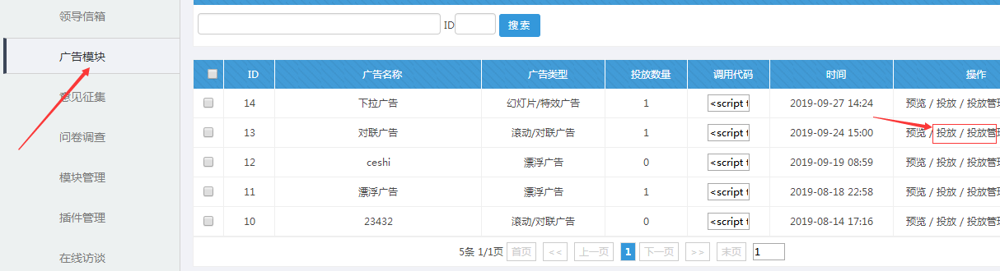 领导信箱
广告模块
意见征集
问卷调查
模块管理
插件管理
在线访谈
ID 搜索
ID 广告名称 广告类型 投放数量 调用代码 时间 操作
14 下拉广告 幻灯片/特效广告 1 <script t 2019-09-27 14:24 预览 / 投放 / 投放管理
13 对联广告 滚动/对联广告 1 <script t 2019-09-24 15:00 预览 / 投放 / 投放管理
12 ceshi 漂浮广告 0 <script t 2019-09-19 08:59 预览 / 投放 / 投放管理
11 漂浮广告 漂浮广告 1 <script t 2019-08-18 22:58 预览 / 投放 / 投放管理
10 23432 滚动/对联广告 0 <script t 2019-08-14 17:16 预览 / 投放 / 投放管理
5条 1/1页 首页 << 上一页 1 下一页 >> 末页 1